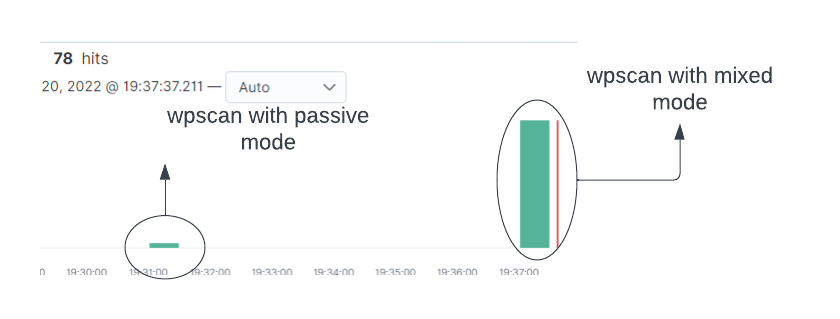 78 hits
20, 2022 @ 19:37:37.211 — Auto
wpscan with passive
mode
wpscan with mixed
mode
0 19:30:00 19:31:00 19:32:00 19:33:00 19:34:00 19:35:00 19:36:00 19:37:00